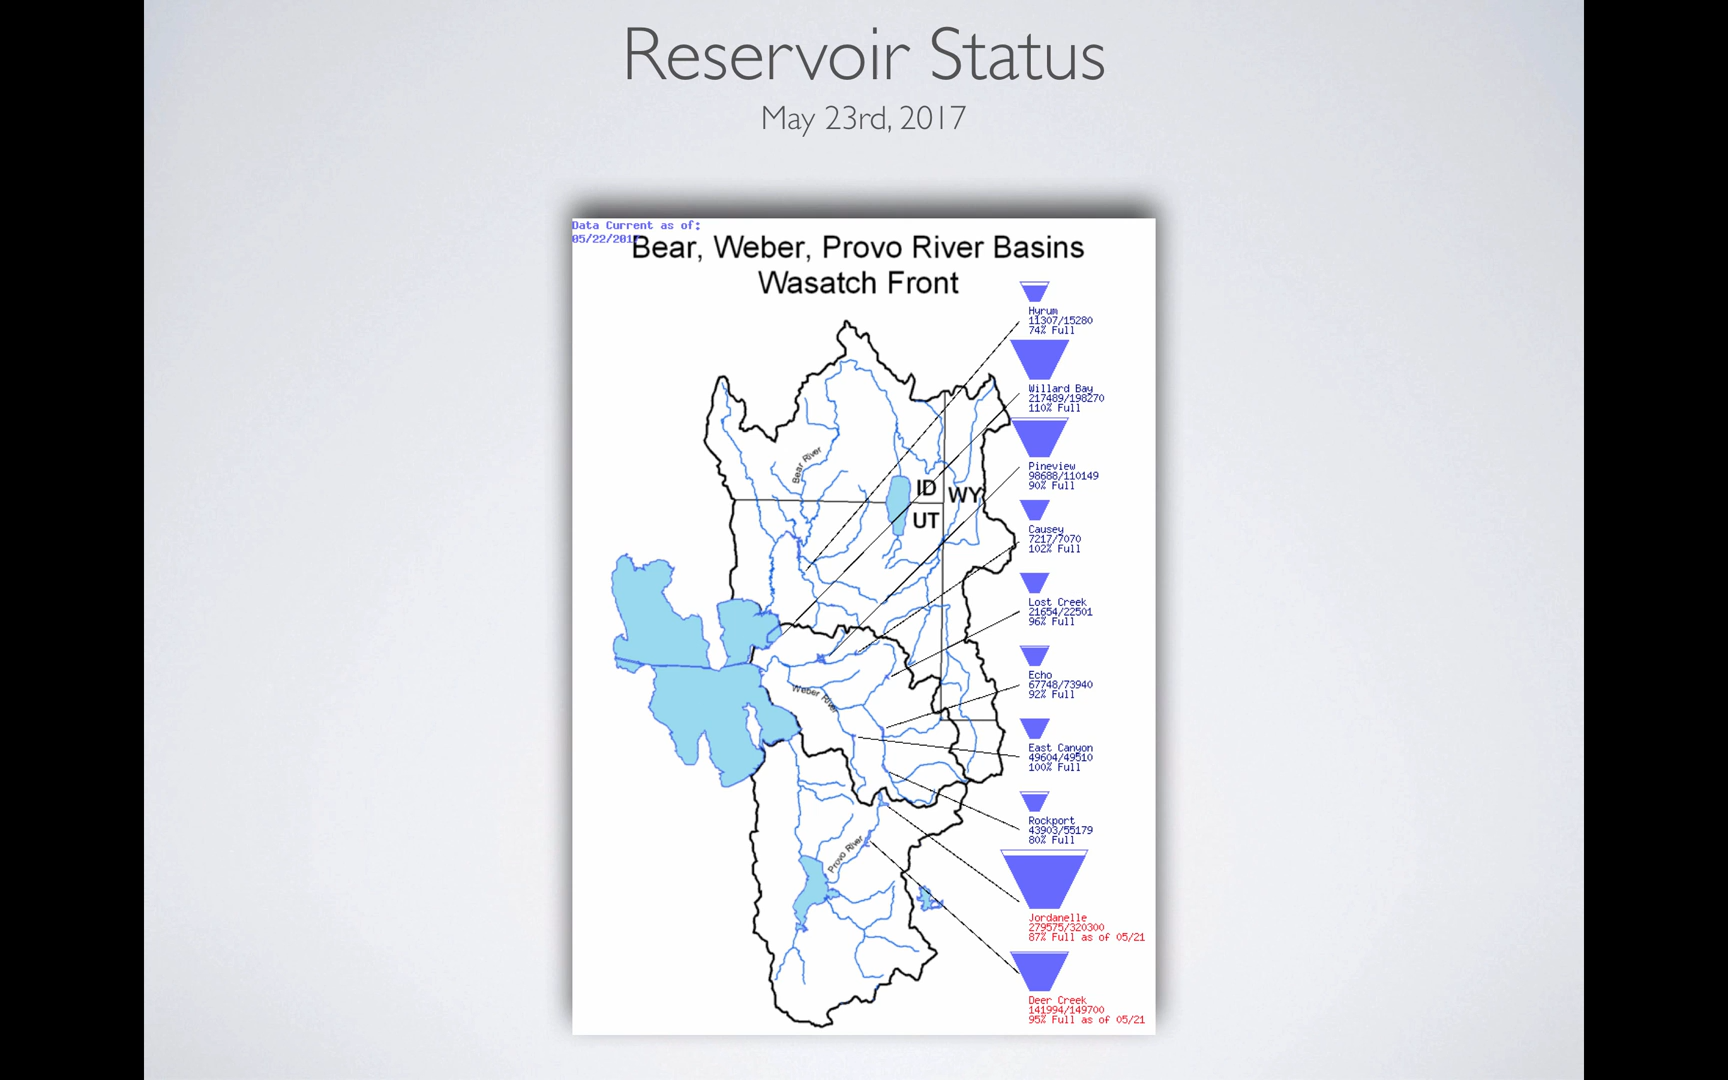 Reservoir Status
May 23rd, 2017
Data Current as of:
05/22/201
Bear, Weber, Provo River Basins
Wasatch Front
Hyrum
11307/15280
74% Full
Willard Bay
217489/198270
110% Full
Pineview
98688/110149
90% Full
Causey
7217/7070
102% Full
Lost Creek
21654/22501
96% Full
Echo
67748/73940
92% Full
East Canyon
49604/49510
100% Full
Rockport
43903/55179
80% Full
Jordanelle
279575/320300
87% Full as of 05/21
Deer Creek
141994/149700
95% Full as of 05/21
Bear River
ID
WY
UT
Weber River
Provo River